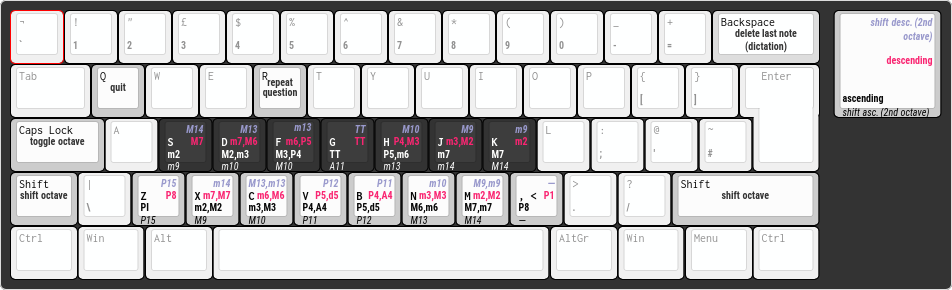 ¬ ! " £ $ % ^ & * ( ) _ + Backspace
` 1 2 3 4 5 6 7 8 9 0 - = delete last note
(dictation)
shift desc. (2nd
octave)
descending
ascending
shift asc. (2nd octave)
Tab Q W E R T Y U I O P { } Enter
quit repeat
question
[ ]
Caps Lock
toggle octave
A
M14
S M7
m2
m9
M13
D m7,M6
M2,m3
m10
m13
F m6,P5
M3,P4
M10
TT
G TT
TT
A11
M10
H P4,M3
P5,m6
m13
M9
J m3,M2
m7
M14
m9
K m2
M7
M14
L
: ;
@ '
~ #
Shift
shift octave
| \
P15
Z P8
PI
P15
m14
X m7,M7
m2,M2
M9
M13,m13
C m6,M6
m3,M3
M10
P12
V P5,d5
P4,A4
P11
P11
B P4,A4
P5,d5
P12
m10
N m3,M3
M6,m6
M13
M9,m9
M m2,M2
M7,m7
M14
—
, < P1
P8
—
> .
? /
Shift
shift octave
Ctrl Win Alt AltGr Win Menu Ctrl